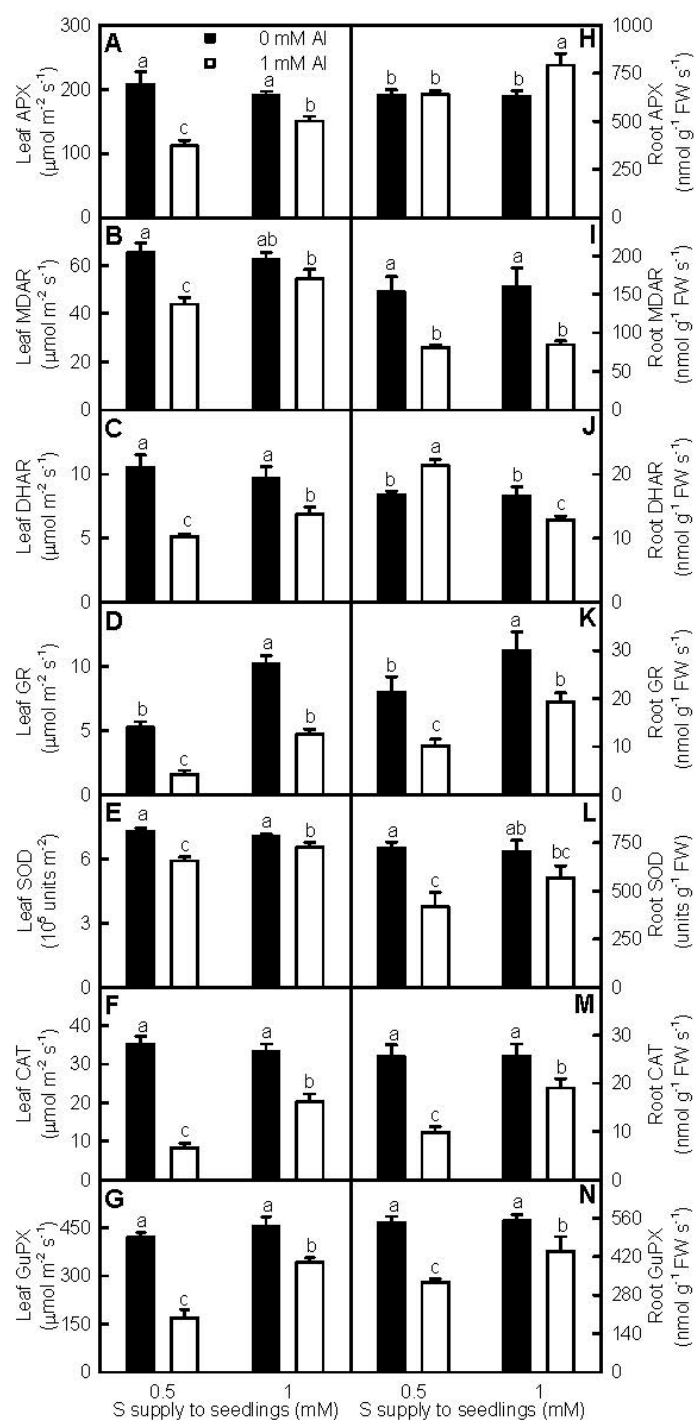 A
0 mM Al
1 mM Al
Leaf APX
(µmol m-2 s-1)
300
200
100
0
a
c
a
b
H
Root APX
(nmol g-1 FW s-1)
1000
750
500
250
0
b
b
b
a
B
Leaf MDAR
(µmol m-2 s-1)
60
40
20
0
a
c
ab
b
I
Root MDAR
(nmol g-1 FW s-1)
200
150
100
50
0
a
b
a
b
C
Leaf DHAR
(µmol m-2 s-1)
10
5
0
a
c
a
b
J
Root DHAR
(nmol g-1 FW s-1)
20
10
0
b
a
b
c
D
Leaf GR
(µmol m-2 s-1)
10
5
0
b
c
a
b
K
Root GR
(nmol g-1 FW s-1)
30
20
10
0
b
c
a
b
E
Leaf SOD
(10⁶ units m-2)
6
3
0
a
c
a
b
L
Root SOD
(units g-1 FW)
750
500
250
0
a
c
ab
bc
F
Leaf CAT
(µmol m-2 s-1)
40
30
20
10
0
a
c
a
b
M
Root CAT
(nmol g-1 FW s-1)
30
20
10
0
a
c
a
b
G
Leaf GuPX
(µmol m-2 s-1)
450
300
150
0
a
c
a
b
N
Root GuPX
(nmol g-1 FW s-1)
560
420
280
140
0
a
c
a
b
0.5
1
0.5
1
S supply to seedlings (mM)
S supply to seedlings (mM)